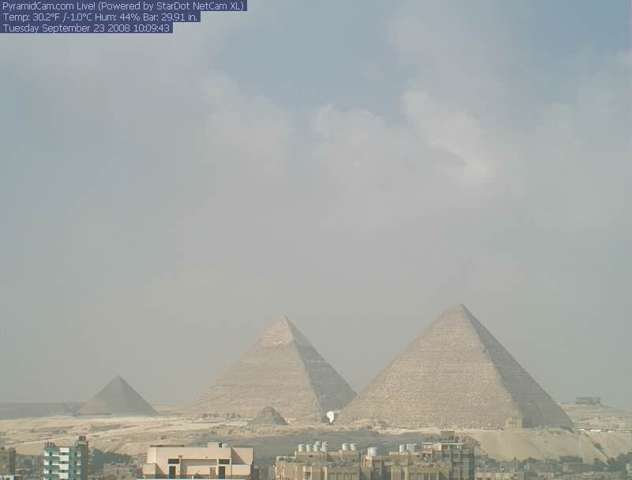 PyramidCam.com Live! (Powered by StarDot NetCam XL)
Temp: 30.2°F /-1.0°C Hum: 44% Bar: 29.91 in.
Tuesday September 23 2008 10:09:43